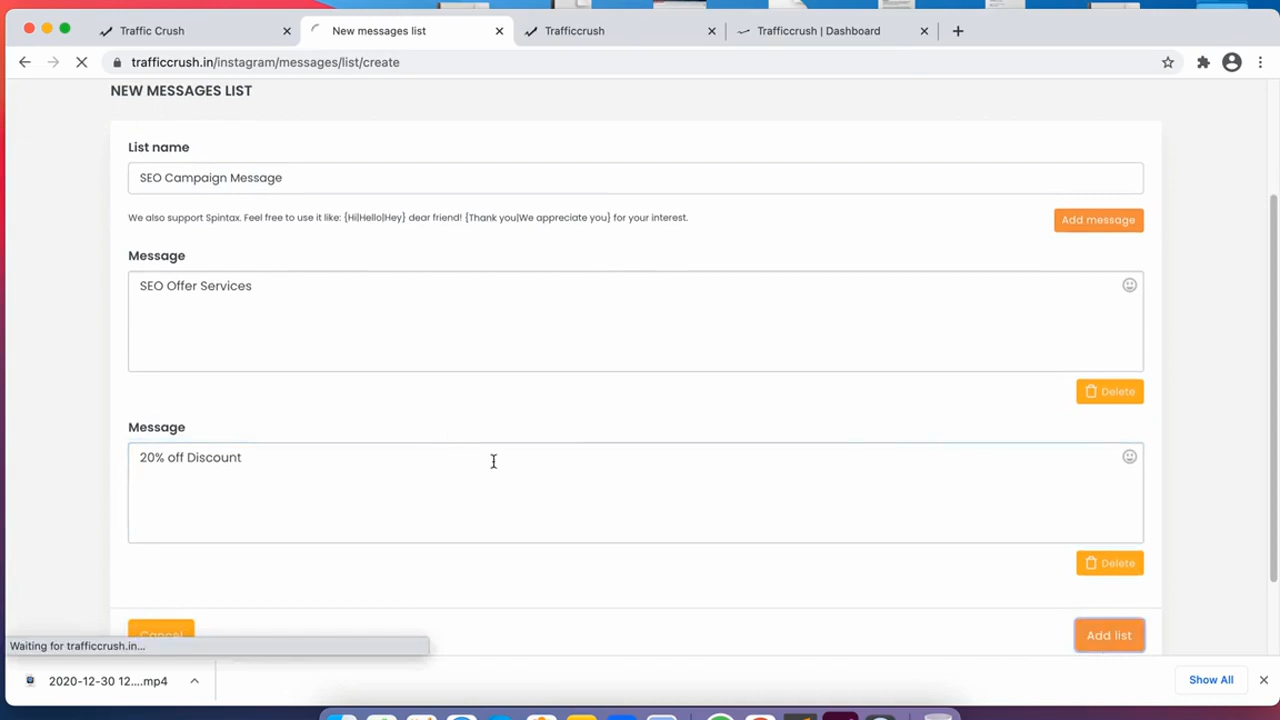 Traffic Crush
New messages list
Trafficcrush
Trafficcrush | Dashboard
trafficcrush.in/instagram/messages/list/create
NEW MESSAGES LIST
List name
SEO Campaign Message
We also support Spintax. Feel free to use it like: {Hi|Hello|Hey} dear friend! {Thank you|We appreciate you} for your interest.
Add message
Message
SEO Offer Services
Delete
Message
20% off Discount
Delete
Cancel
Add list
Waiting for trafficcrush.in...
2020-12-30 12....mp4
Show All